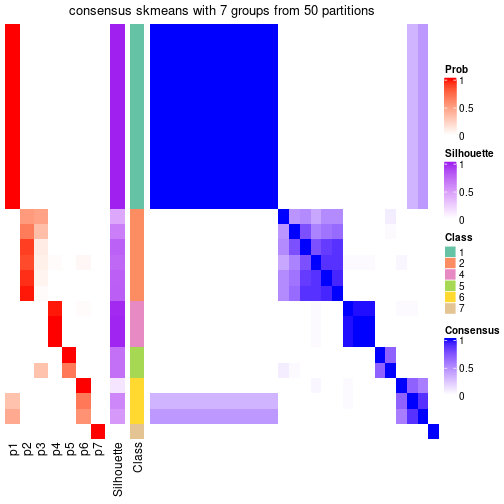 consensus skmeans with 7 groups from 50 partitions
p1
p2
p3
p4
p5
p6
p7
Silhouette
Class
Prob
1
0.5
0
Silhouette
1
0.5
0
Class
1
2
4
5
6
7
Consensus
1
0.5
0